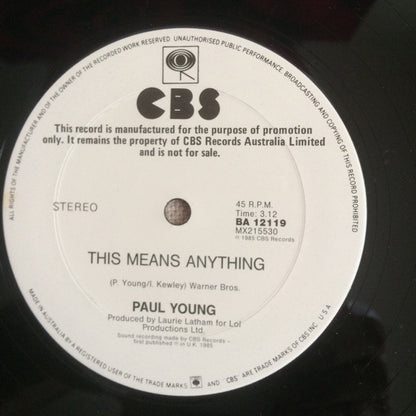 ALL RIGHTS OF THE MANUFACTURER AND OF THE OWNER OF THE RECORDED WORK RESERVED. UNAUTHORISED PUBLIC PERFORMANCE, BROADCASTING AND COPYING OF THIS RECORD PROHIBITED
CBS
This record is manufactured for the purpose of promotion
only. It remains the property of CBS Records Australia Limited
and is not for sale.
STEREO
45 R.P.M.
Time: 3.12
BA 12119
MX215530
℗ 1985 CBS Records
THIS MEANS ANYTHING
(P. Young/I. Kewley) Warner Bros.
PAUL YOUNG
Produced by Laurie Latham for Lol
Productions Ltd.
Sound recording made by CBS Records –
first published ℗ in U.K. 1985
MADE IN AUSTRALIA BY A REGISTERED USER OF THE TRADE MARKS AND CBS ARE TRADE MARKS OF CBS INC. U.S.A.